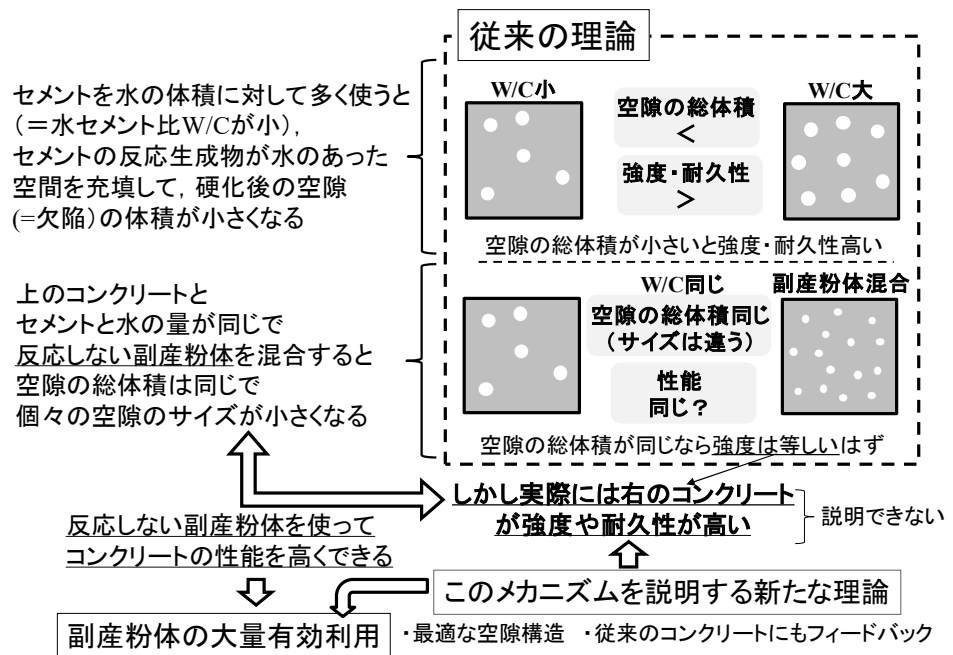 従来の理論
セメントを水の体積に対して多く使うと
(＝水セメント比W/Cが小),
セメントの反応生成物が水のあった
空間を充填して, 硬化後の空隙
(=欠陥)の体積が小さくなる
W/C小
空隙の総体積
<
強度・耐久性
>
W/C大
空隙の総体積が小さいと強度・耐久性高い
上のコンクリートと
セメントと水の量が同じで
反応しない副産粉体を混合すると
空隙の総体積は同じで
個々の空隙のサイズが小さくなる
W/C同じ
副産粉体混合
空隙の総体積同じ
(サイズは違う)
性能
同じ？
空隙の総体積が同じなら強度は等しいはず
しかし実際には右のコンクリート
が強度や耐久性が高い
説明できない
反応しない副産粉体を使って
コンクリートの性能を高くできる
このメカニズムを説明する新たな理論
副産粉体の大量有効利用
・最適な空隙構造 ・従来のコンクリートにもフィードバック